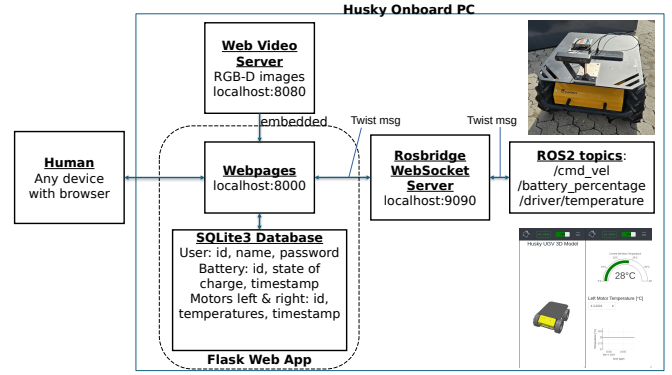 Husky Onboard PC
Web Video
Server
RGB-D images
localhost:8080
embedded
Twist msg
Twist msg
Human
Any device
with browser
Webpages
localhost:8000
Rosbridge
WebSocket
Server
localhost:9090
ROS2 topics:
/cmd_vel
/battery_percentage
/driver/temperature
SQLite3 Database
User: id, name, password
Battery: id, state of
charge, timestamp
Motors left & right: id,
temperatures, timestamp
Flask Web App
Husky UGV 3D Model
28°C
Left Motor Temperature [°C]